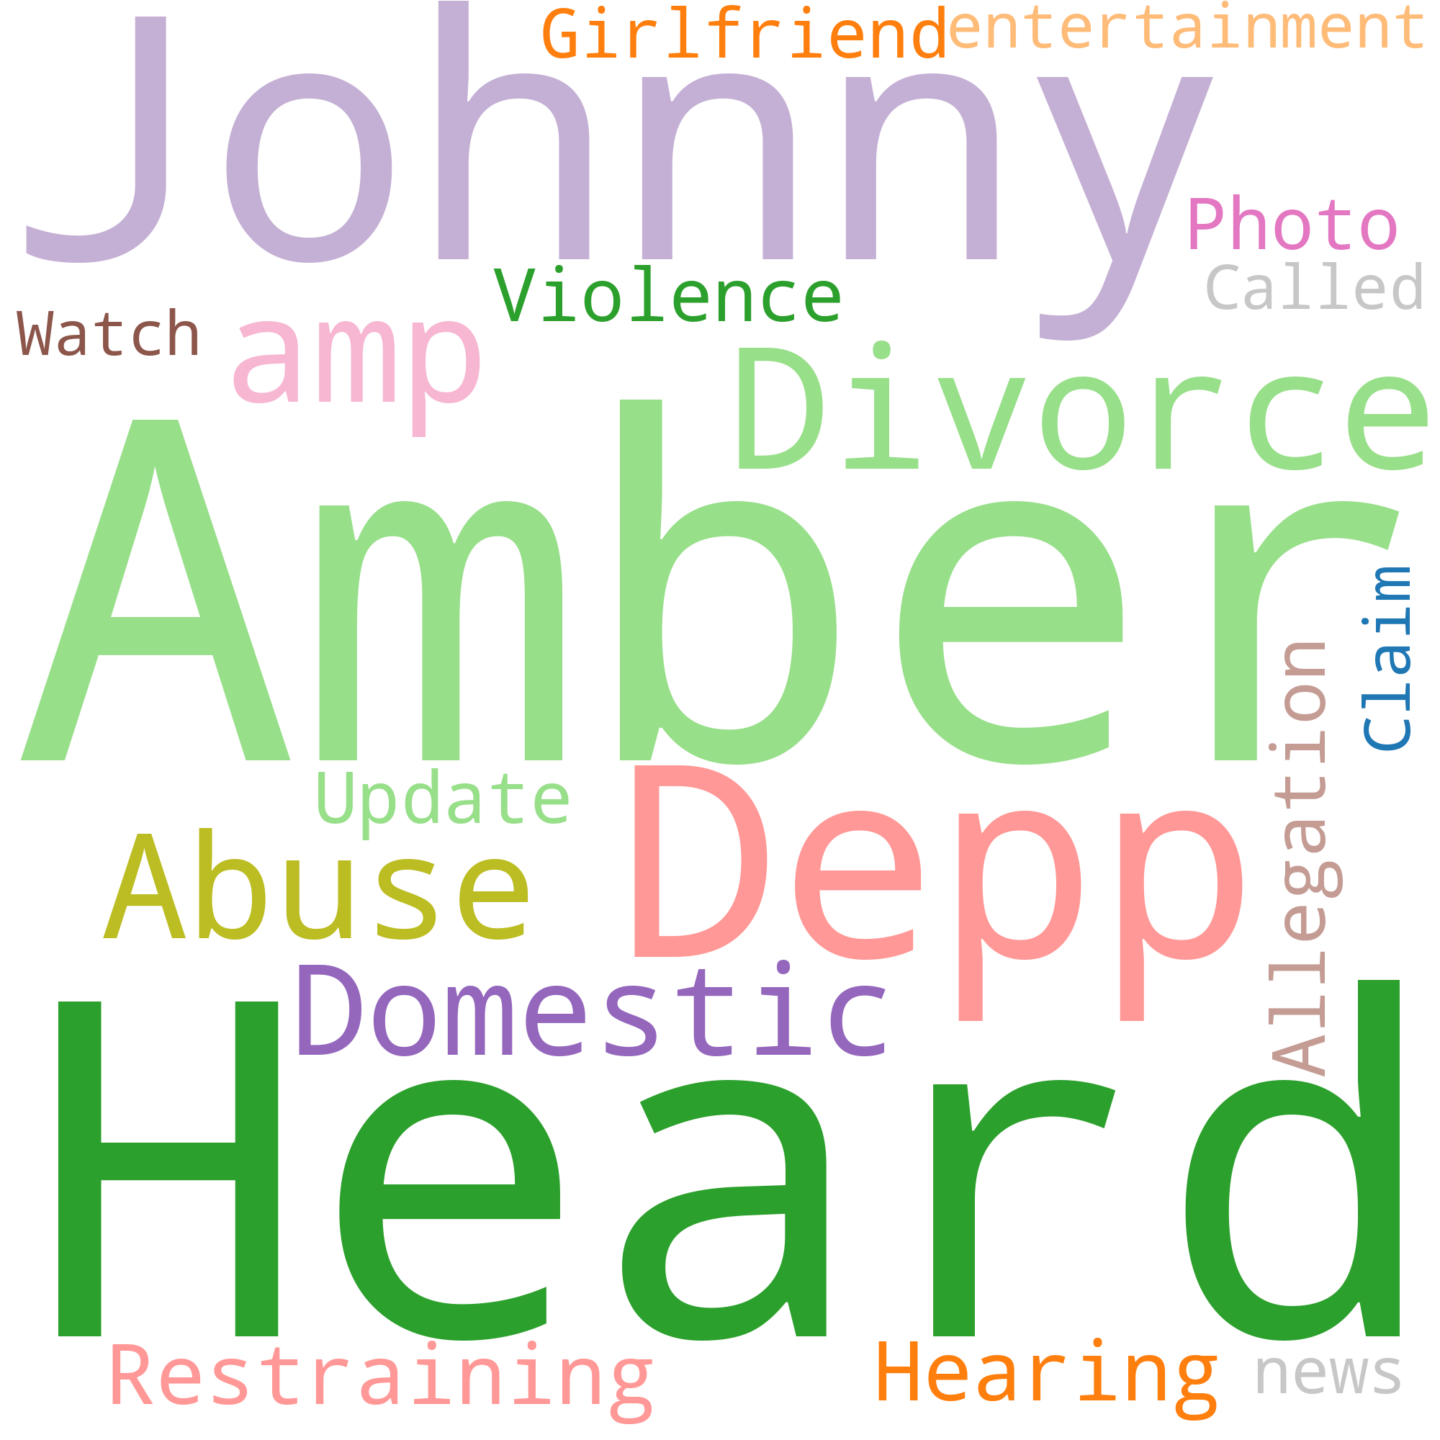 Girlfriend entertainment
Johnny
Photo
Called
Violence
Watch amp
Divorce
Amber
Claim
Allegation
Update
Depp
Abuse
Domestic
Heard
Restraining Hearing news